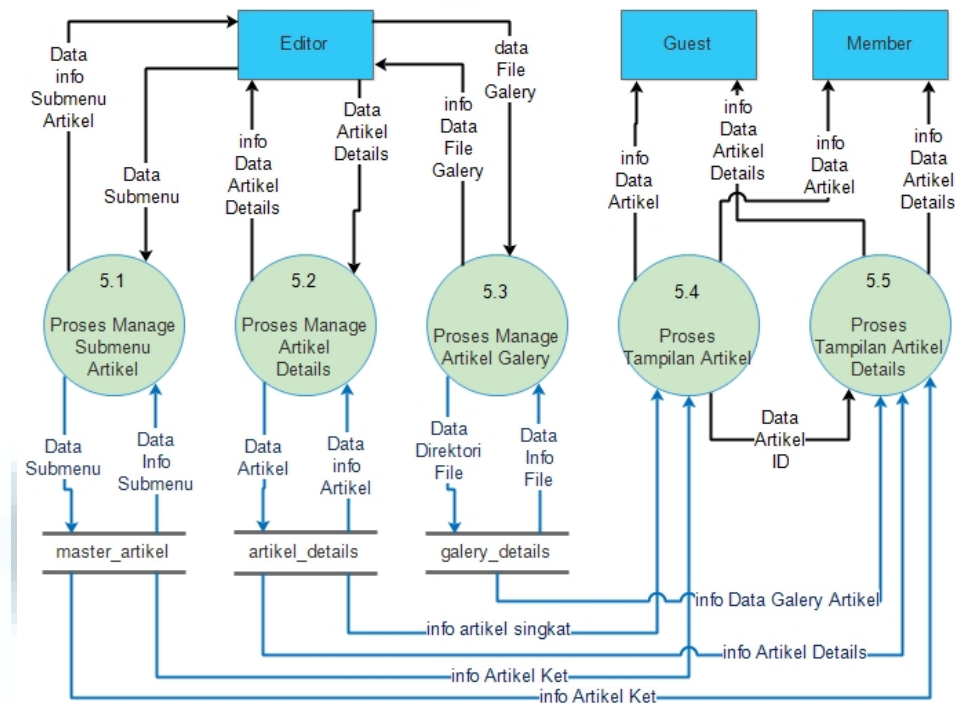 Editor
Guest
Member
Data
info
Submenu
Artikel
Data
Submenu
info
Data
Artikel
Details
Data
Artikel
Details
info
Data
File
Galery
data
File
Galery
info
Data
Artikel
info
Data
Artikel
Details
info
Data
Artikel
info
Data
Artikel
Details
5.1
Proses Manage
Submenu
Artikel
5.2
Proses Manage
Artikel
Details
5.3
Proses Manage
Artikel Galery
5.4
Proses
Tampilan Artikel
5.5
Proses
Tampilan Artikel
Details
Data
Submenu
Data
Info
Submenu
Data
Artikel
Data
info
Artikel
Data
Direktori
File
Data
Info
File
Data
Artikel
ID
master_artikel
artikel_details
galery_details
info Data Galery Artikel
info artikel singkat
info Artikel Details
info Artikel Ket
info Artikel Ket